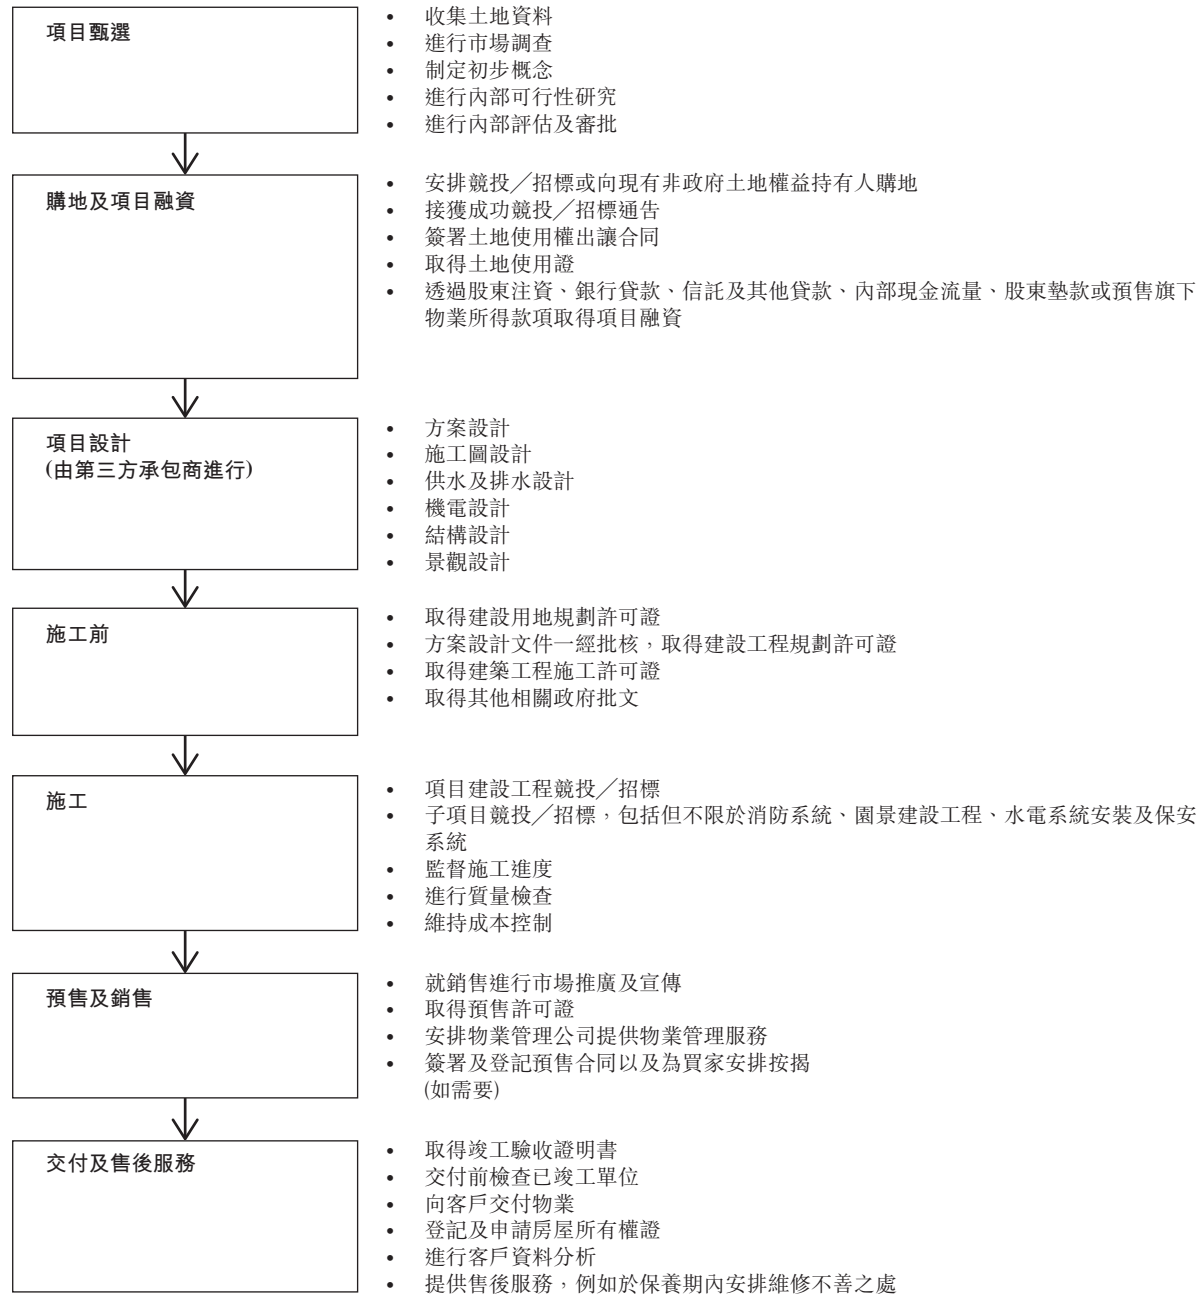 項目甄選
• 收集土地資料
• 進行市場調查
• 制定初步概念
• 進行內部可行性研究
• 進行內部評估及審批
購地及項目融資
• 安排競投／招標或向現有非政府土地權益持有人購地
• 接獲成功競投／招標通告
• 簽署土地使用權出讓合同
• 取得土地使用證
• 透過股東注資、銀行貸款、信託及其他貸款、內部現金流量、股東墊款或預售旗下
物業所得款項取得項目融資
項目設計
(由第三方承包商進行)
• 方案設計
• 施工圖設計
• 供水及排水設計
• 機電設計
• 結構設計
• 景觀設計
施工前
• 取得建設用地規劃許可證
• 方案設計文件一經批核，取得建設工程規劃許可證
• 取得建築工程施工許可證
• 取得其他相關政府批文
施工
• 項目建設工程競投／招標
• 子項目競投／招標，包括但不限於消防系統、園景建設工程、水電系統安裝及保安
系統
• 監督施工進度
• 進行質量檢查
• 維持成本控制
預售及銷售
• 就銷售進行市場推廣及宣傳
• 取得預售許可證
• 安排物業管理公司提供物業管理服務
• 簽署及登記預售合同以及為買家安排按揭
(如需要)
交付及售後服務
• 取得竣工驗收證明書
• 交付前檢查已竣工單位
• 向客戶交付物業
• 登記及申請房屋所有權證
• 進行客戶資料分析
• 提供售後服務，例如於保養期內安排維修不善之處